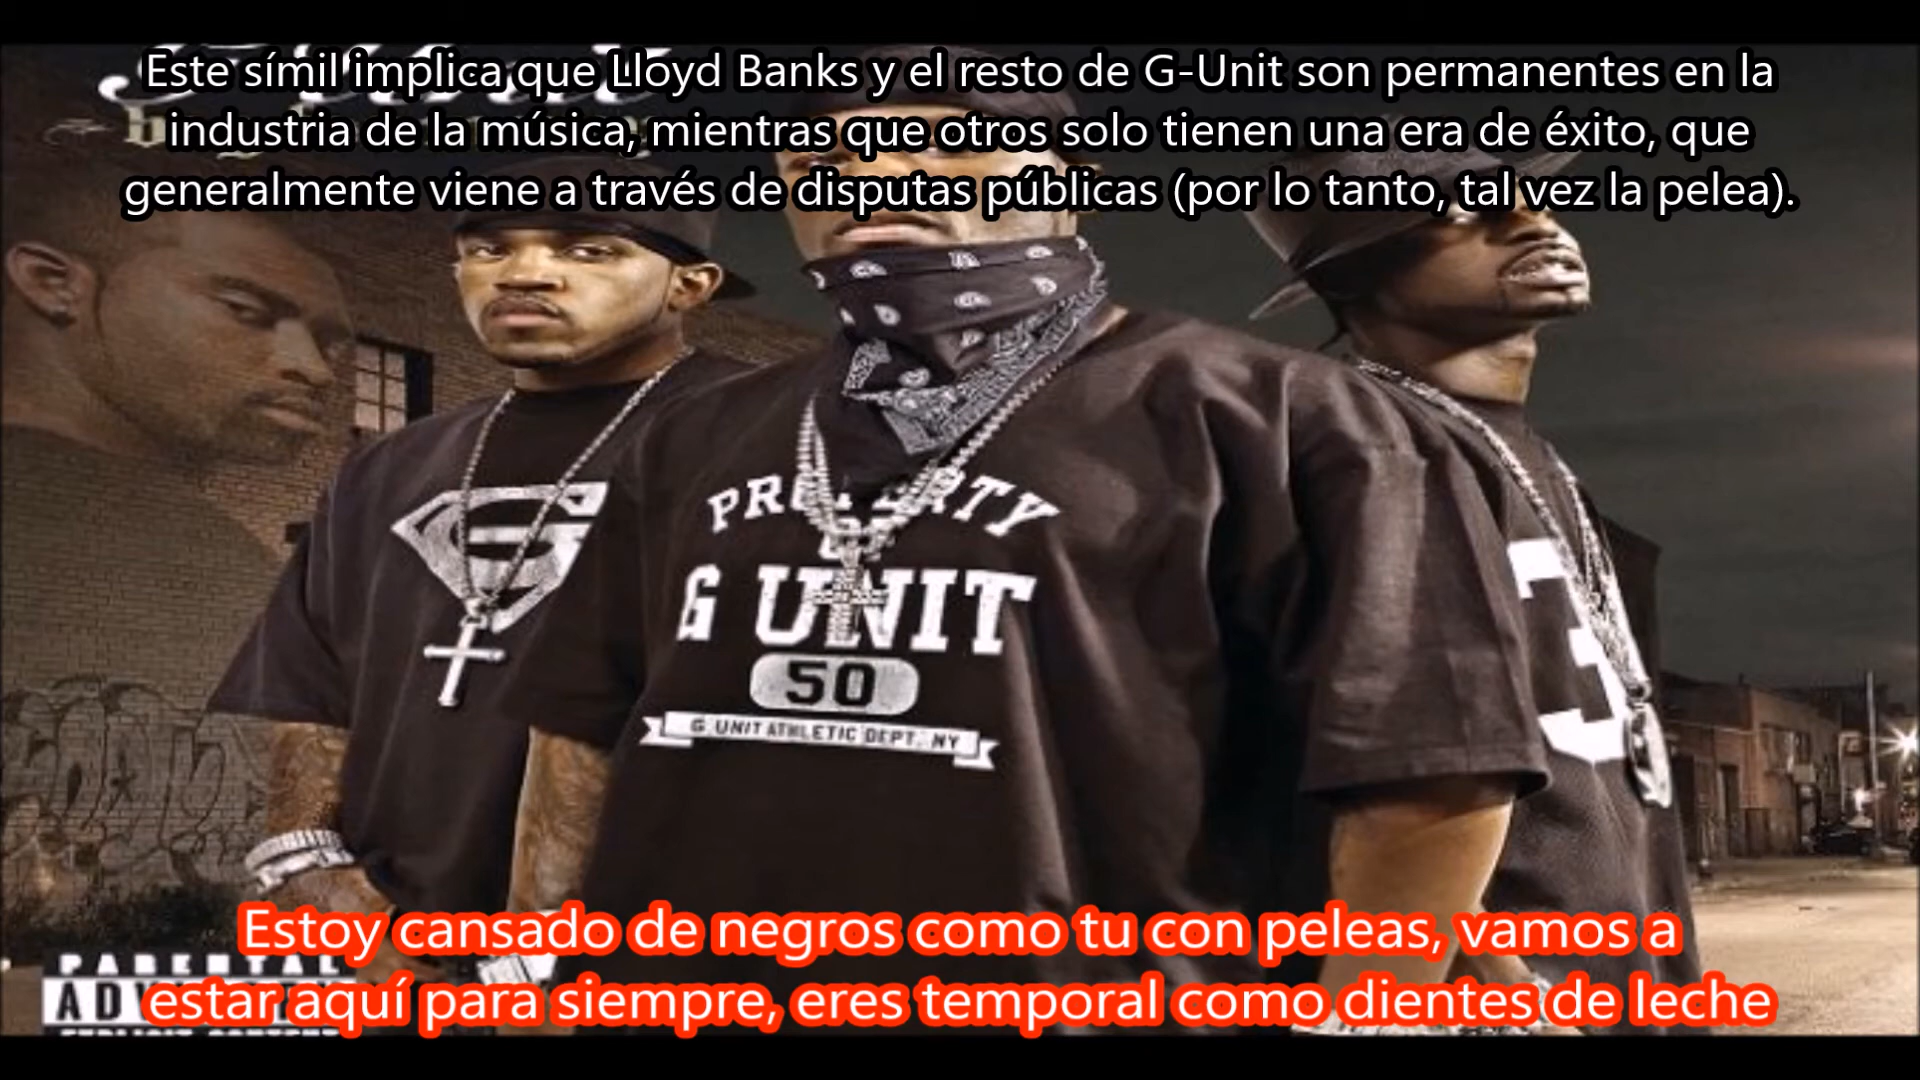 Este símil implica que Lloyd Banks y el resto de G-Unit son permanentes en la
industria de la música, mientras que otros solo tienen una era de éxito, que
generalmente viene a través de disputas públicas (por lo tanto, tal vez la pelea).
PROPERTY
G UNIT
50
G UNIT ATHLETIC DEPT. NY
3
Estoy cansado de negros como tu con peleas, vamos a
estar aquí para siempre, eres temporal como dientes de leche
PARENTAL